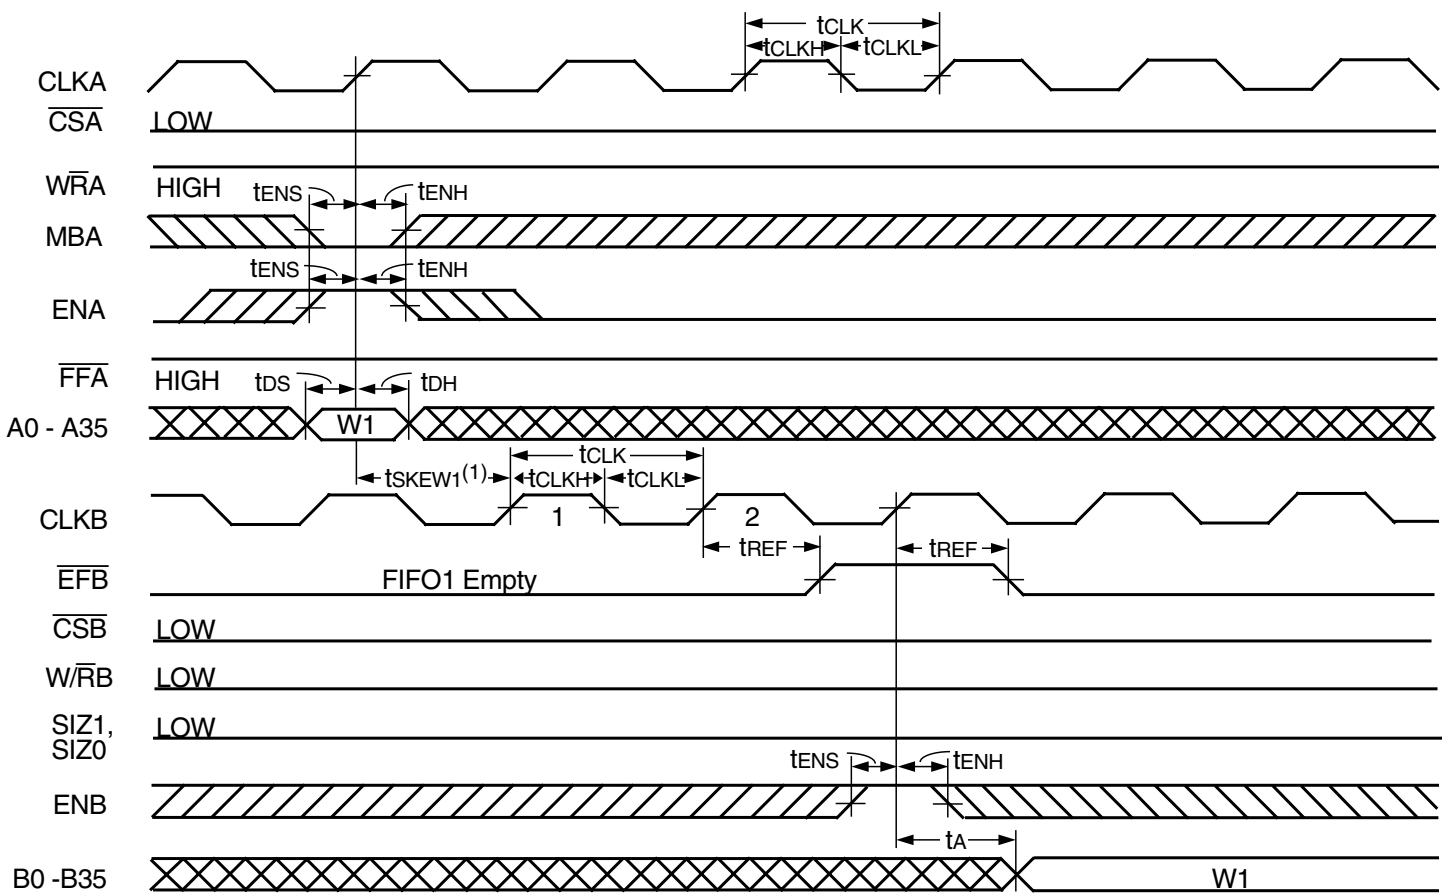 tCLK
tCLKH tCLKL
CLKA
CSA LOW
WRA HIGH tENS tENH
MBA
tENS tENH
ENA
FFA HIGH tDS tDH
A0 - A35 W1
tCLK
tSKEW1(1) tCLKH tCLKL
CLKB 1 2
tREF tREF
EFB FIFO1 Empty
CSB LOW
W/RB LOW
SIZ1, LOW
SIZ0
tENS tENH
ENB
tA
B0 -B35 W1